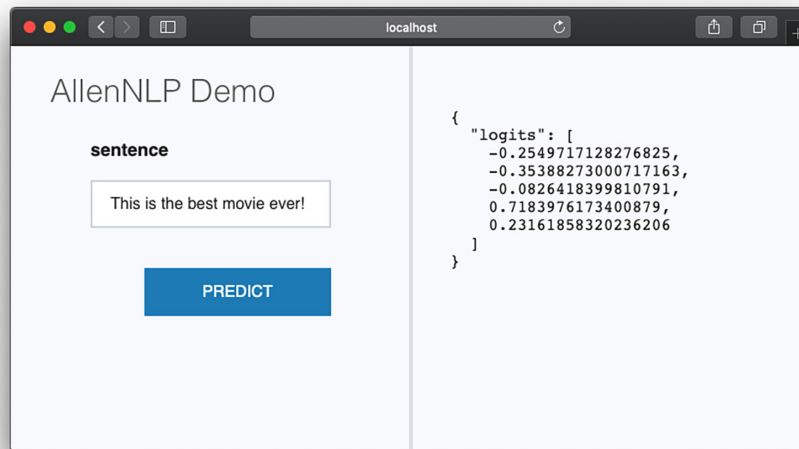 localhost
AllenNLP Demo
sentence
This is the best movie ever!
PREDICT
{
"logits": [
-0.2549717128276825,
-0.35388273000717163,
-0.0826418399810791,
0.7183976173400879,
0.23161858320236206
]
}